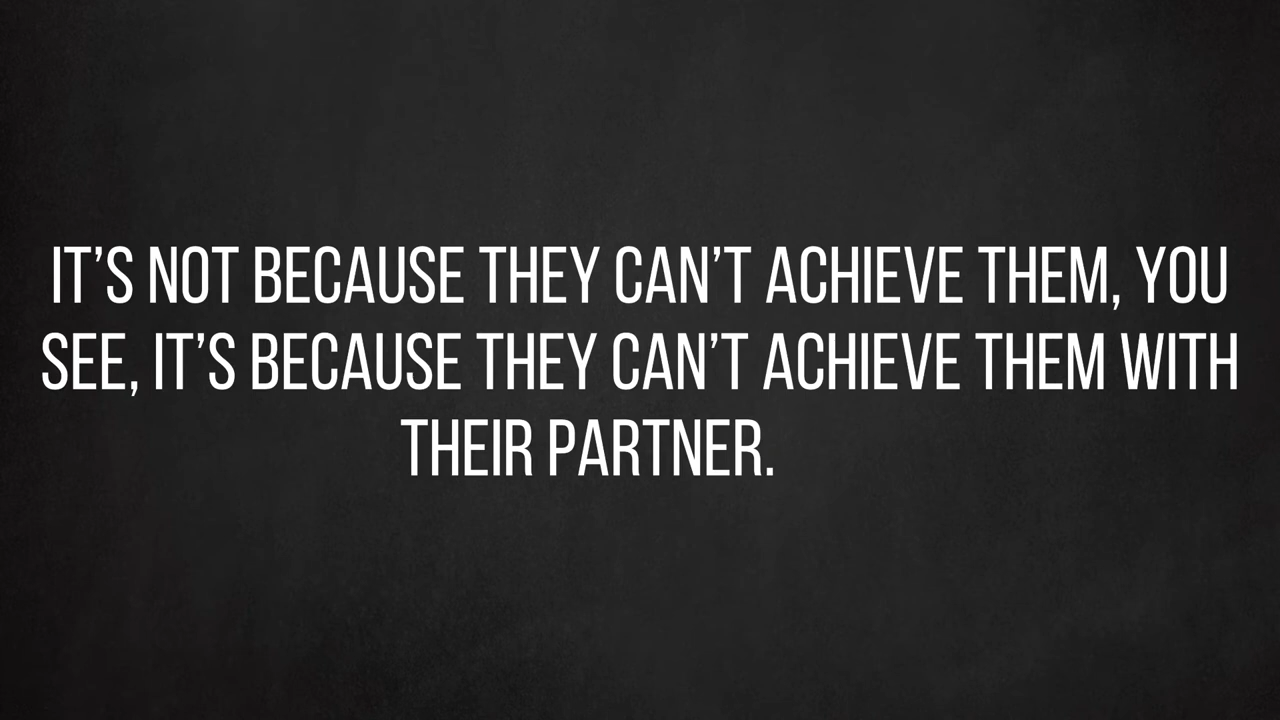 IT’S NOT BECAUSE THEY CAN’T ACHIEVE THEM, YOU
SEE, IT’S BECAUSE THEY CAN’T ACHIEVE THEM WITH
THEIR PARTNER.